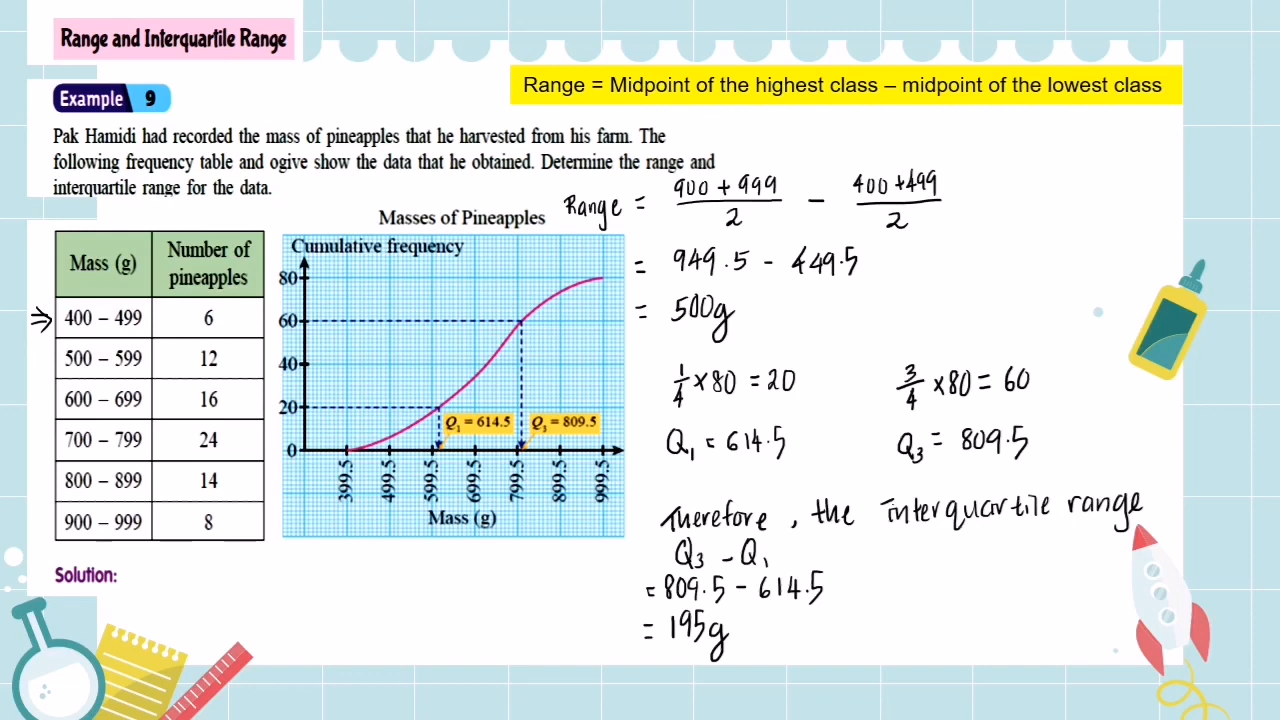 Range and Interquartile Range
Range = Midpoint of the highest class – midpoint of the lowest class
Example 9
Pak Hamidi had recorded the mass of pineapples that he harvested from his farm. The
following frequency table and ogive show the data that he obtained. Determine the range and
interquartile range for the data.
Mass (g) Number of pineapples
400 – 499 6
500 – 599 12
600 – 699 16
700 – 799 24
800 – 899 14
900 – 999 8
Masses of Pineapples
Cumulative frequency
80
60
40
20
0
Q₁ = 614.5 Q₃ = 809.5
399.5 499.5 599.5 699.5 799.5 899.5 999.5
Mass (g)
Solution:
Range = (900 + 999)/2 – (400 + 499)/2
= 949.5 – 449.5
= 500g
1/4 × 80 = 20 3/4 × 80 = 60
Q₁ = 614.5 Q₃ = 809.5
Therefore, the interquartile range
Q₃ – Q₁
= 809.5 – 614.5
= 195g